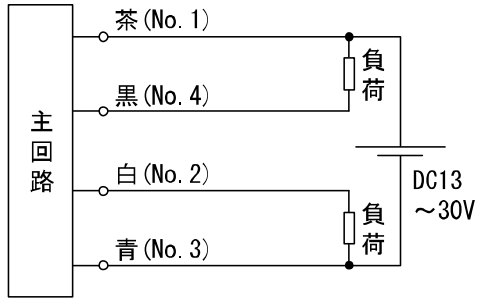 茶(No. 1)
負荷
黒(No. 4)
主回路
白(No. 2)
DC13
～30V
負荷
青(No. 3)